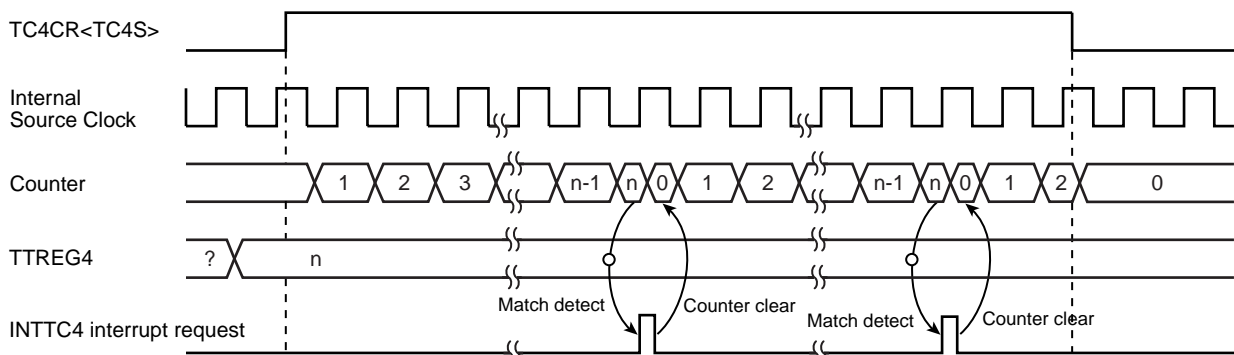 TC4CR<TC4S>
Internal
Source Clock
Counter
1 2 3 n-1 n 0 1 2 n-1 n 0 1 2 0
TTREG4
? n
Match detect Counter clear Match detect Counter clear
INTTC4 interrupt request